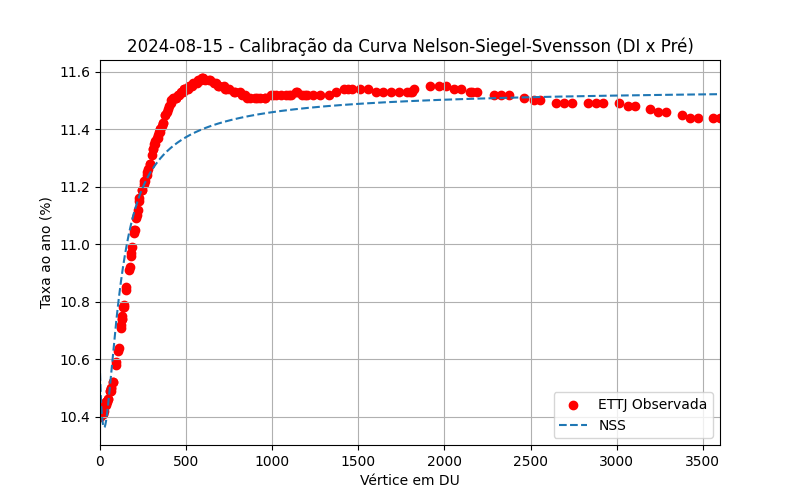 2024-08-15 - Calibração da Curva Nelson-Siegel-Svensson (DI x Pré)
11.6
11.4
11.2
11.0
10.8
10.6
10.4
Taxa ao ano (%)
ETTJ Observada
NSS
0 500 1000 1500 2000 2500 3000 3500
Vértice em DU